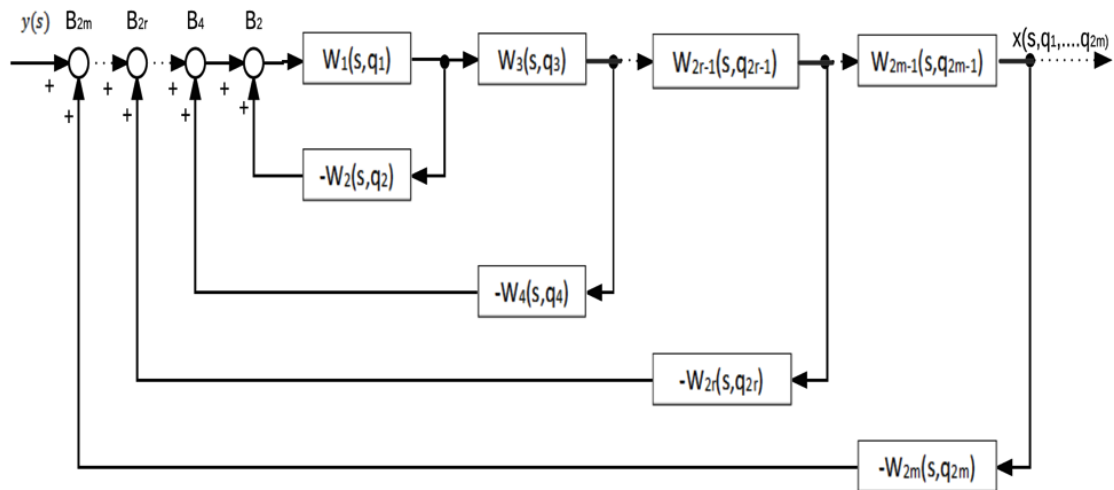 y(s) B₂ₘ B₂ᵣ B₄ B₂
x(s,q₁,....q₂ₘ)
W₁(s,q₁) W₃(s,q₃) W₂ᵣ₋₁(s,q₂ᵣ₋₁) W₂ₘ₋₁(s,q₂ₘ₋₁)
+ + + +
+ + + +
-W₂(s,q₂)
-W₄(s,q₄)
-W₂ᵣ(s,q₂ᵣ)
-W₂ₘ(s,q₂ₘ)